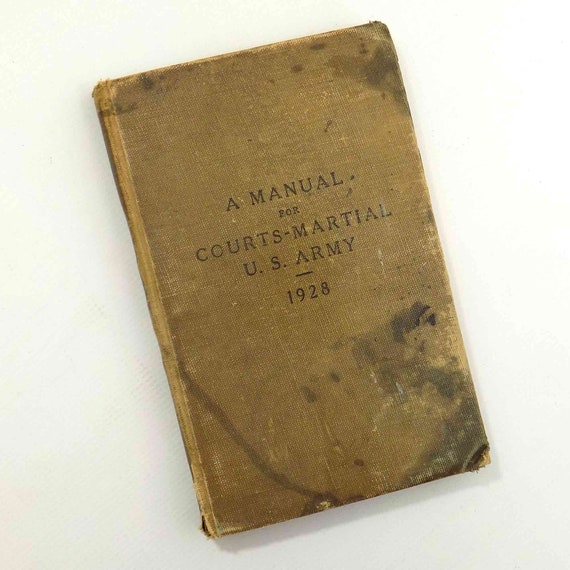 A MANUAL
FOR
COURTS-MARTIAL
U. S. ARMY
1928